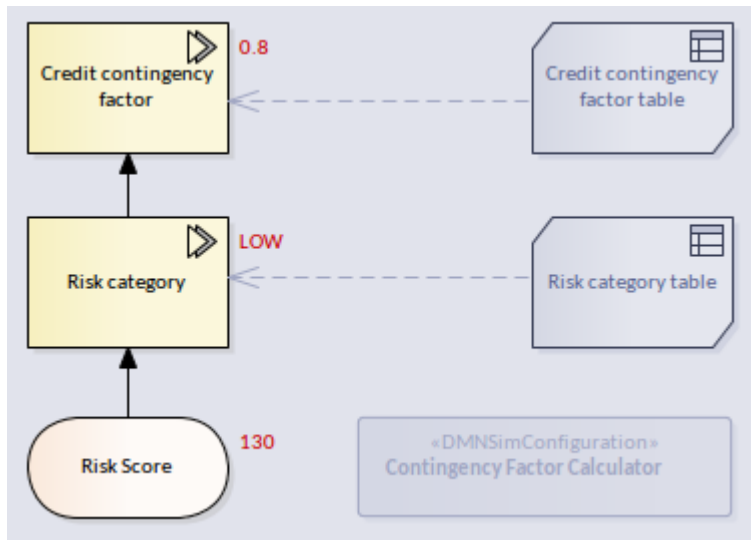 Credit contingency
factor
0.8
Credit contingency
factor table
Risk category
LOW
Risk category table
Risk Score
130
«DMNSimConfiguration»
Contingency Factor Calculator